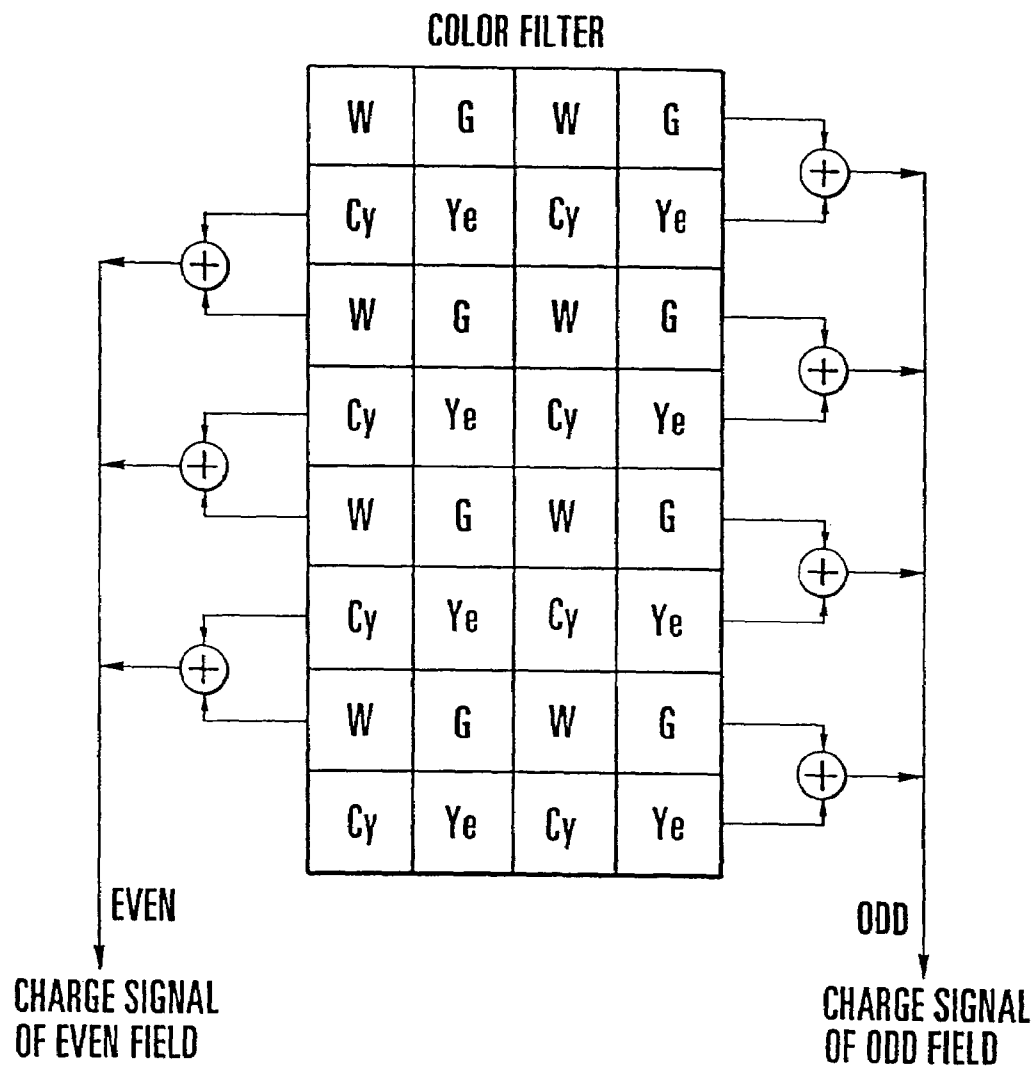 COLOR FILTER
W G W G
Cy Ye Cy Ye
W G W G
Cy Ye Cy Ye
W G W G
Cy Ye Cy Ye
W G W G
Cy Ye Cy Ye
EVEN
ODD
CHARGE SIGNAL
OF EVEN FIELD
CHARGE SIGNAL
OF ODD FIELD